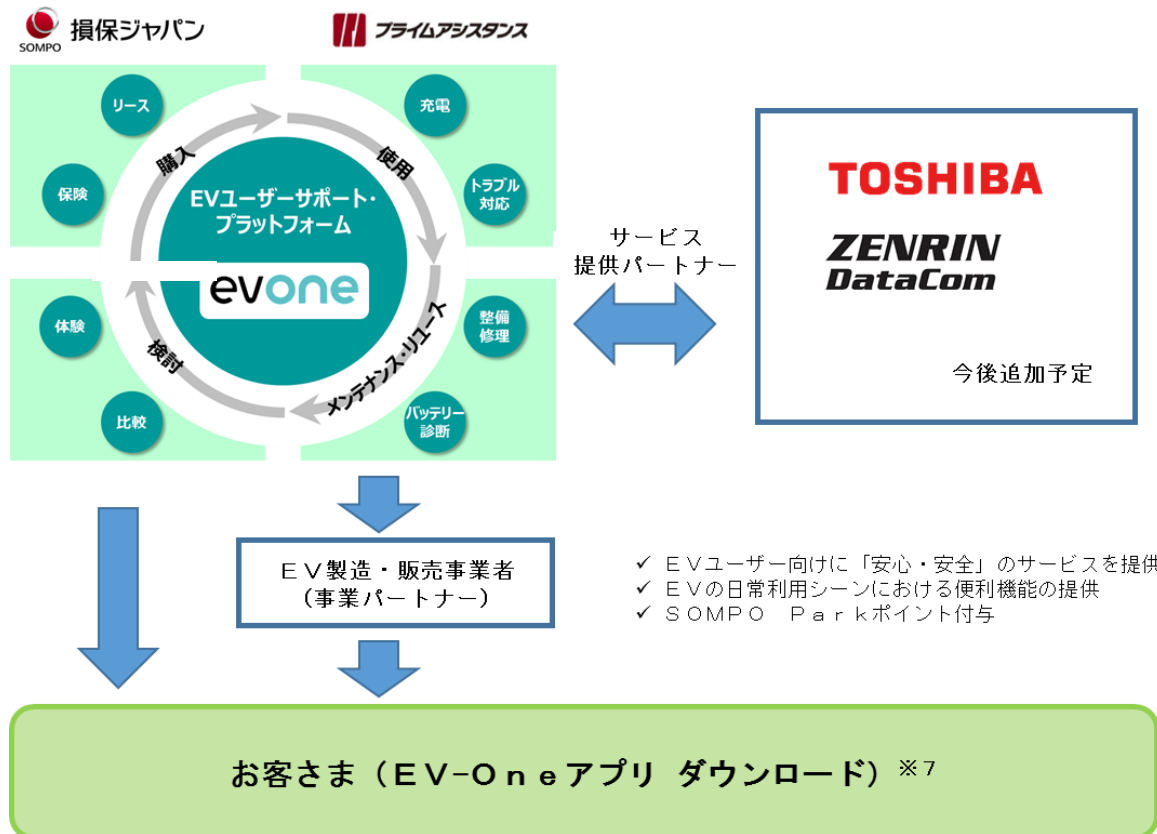 SOMPO 損保ジャパン
プライムアシスタンス
リース
充電
購入
使用
保険
トラブル
対応
EVユーザーサポート・
プラットフォーム
evone
体験
整備
修理
検討
メンテナンス・リユース
比較
バッテリー
診断
サービス
提供パートナー
TOSHIBA
ZENRIN
DataCom
今後追加予定
ＥＶ製造・販売事業者
（事業パートナー）
✓ ＥＶユーザー向けに「安心・安全」のサービスを提供
✓ ＥＶの日常利用シーンにおける便利機能の提供
✓ ＳＯＭＰＯ　Ｐａｒｋポイント付与
お客さま（ＥＶ-Ｏｎｅアプリ ダウンロード）※７